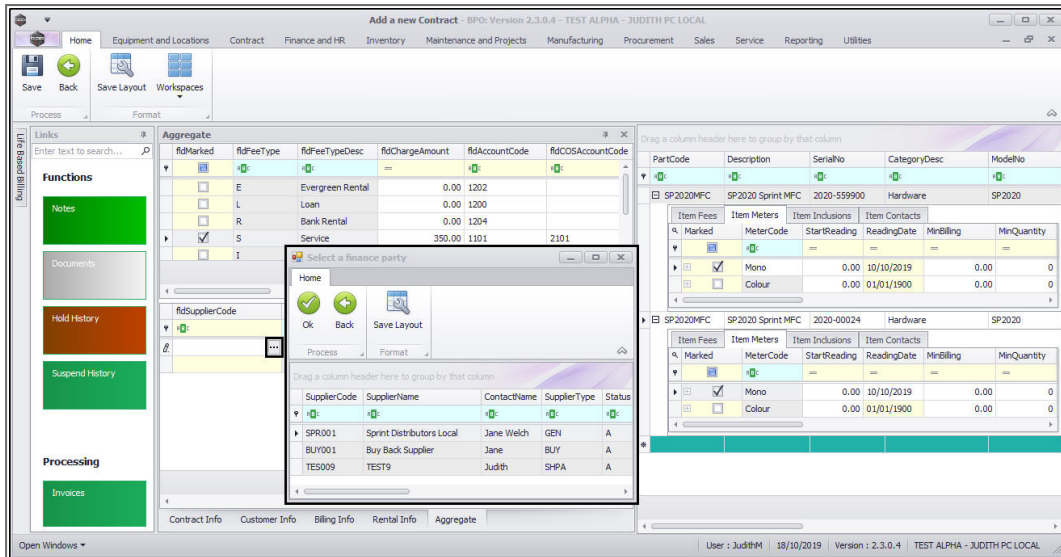 Add a new Contract - BPO: Version 2.3.0.4 - TEST ALPHA - JUDITH PC LOCAL
Home Equipment and Locations Contract Finance and HR Inventory Maintenance and Projects Manufacturing Procurement Sales Service Reporting Utilities
Save Back Save Layout Workspaces
Process Format
Life Based Billing
Links
Enter text to search...
Functions
Notes
Documents
Hold History
Suspend History
Processing
Invoices
Aggregate
fldMarked fldFeeType fldFeeTypeDesc fldChargeAmount fldAccountCode fldCOSAccountCode
E Evergreen Rental 0.00 1202
L Loan 0.00 1200
R Bank Rental 0.00 1204
S Service 350.00 1101 2101
I
fldSupplierCode
Select a finance party
Home
Ok Back Save Layout
Process Format
Drag a column header here to group by that column
SupplierCode SupplierName ContactName SupplierType Status
SPR001 Sprint Distributors Local Jane Welch GEN A
BUY001 Buy Back Supplier Jane BUY A
TES009 TEST9 Judith SHPA A
Contract Info Customer Info Billing Info Rental Info Aggregate
Drag a column header here to group by that column
PartCode Description SerialNo CategoryDesc ModelNo
SP2020MFC SP2020 Sprint MFC 2020-559900 Hardware SP2020
Item Fees Item Meters Item Inclusions Item Contacts
Marked MeterCode StartReading ReadingDate MinBilling MinQuantity
Mono 0.00 10/10/2019 0.00 0
Colour 0.00 01/01/1900 0.00 0
SP2020MFC SP2020 Sprint MFC 2020-00024 Hardware SP2020
Item Fees Item Meters Item Inclusions Item Contacts
Marked MeterCode StartReading ReadingDate MinBilling MinQuantity
Mono 0.00 10/10/2019 0.00 0
Colour 0.00 01/01/1900 0.00 0
Open Windows User : JudithM 18/10/2019 Version : 2.3.0.4 TEST ALPHA - JUDITH PC LOCAL